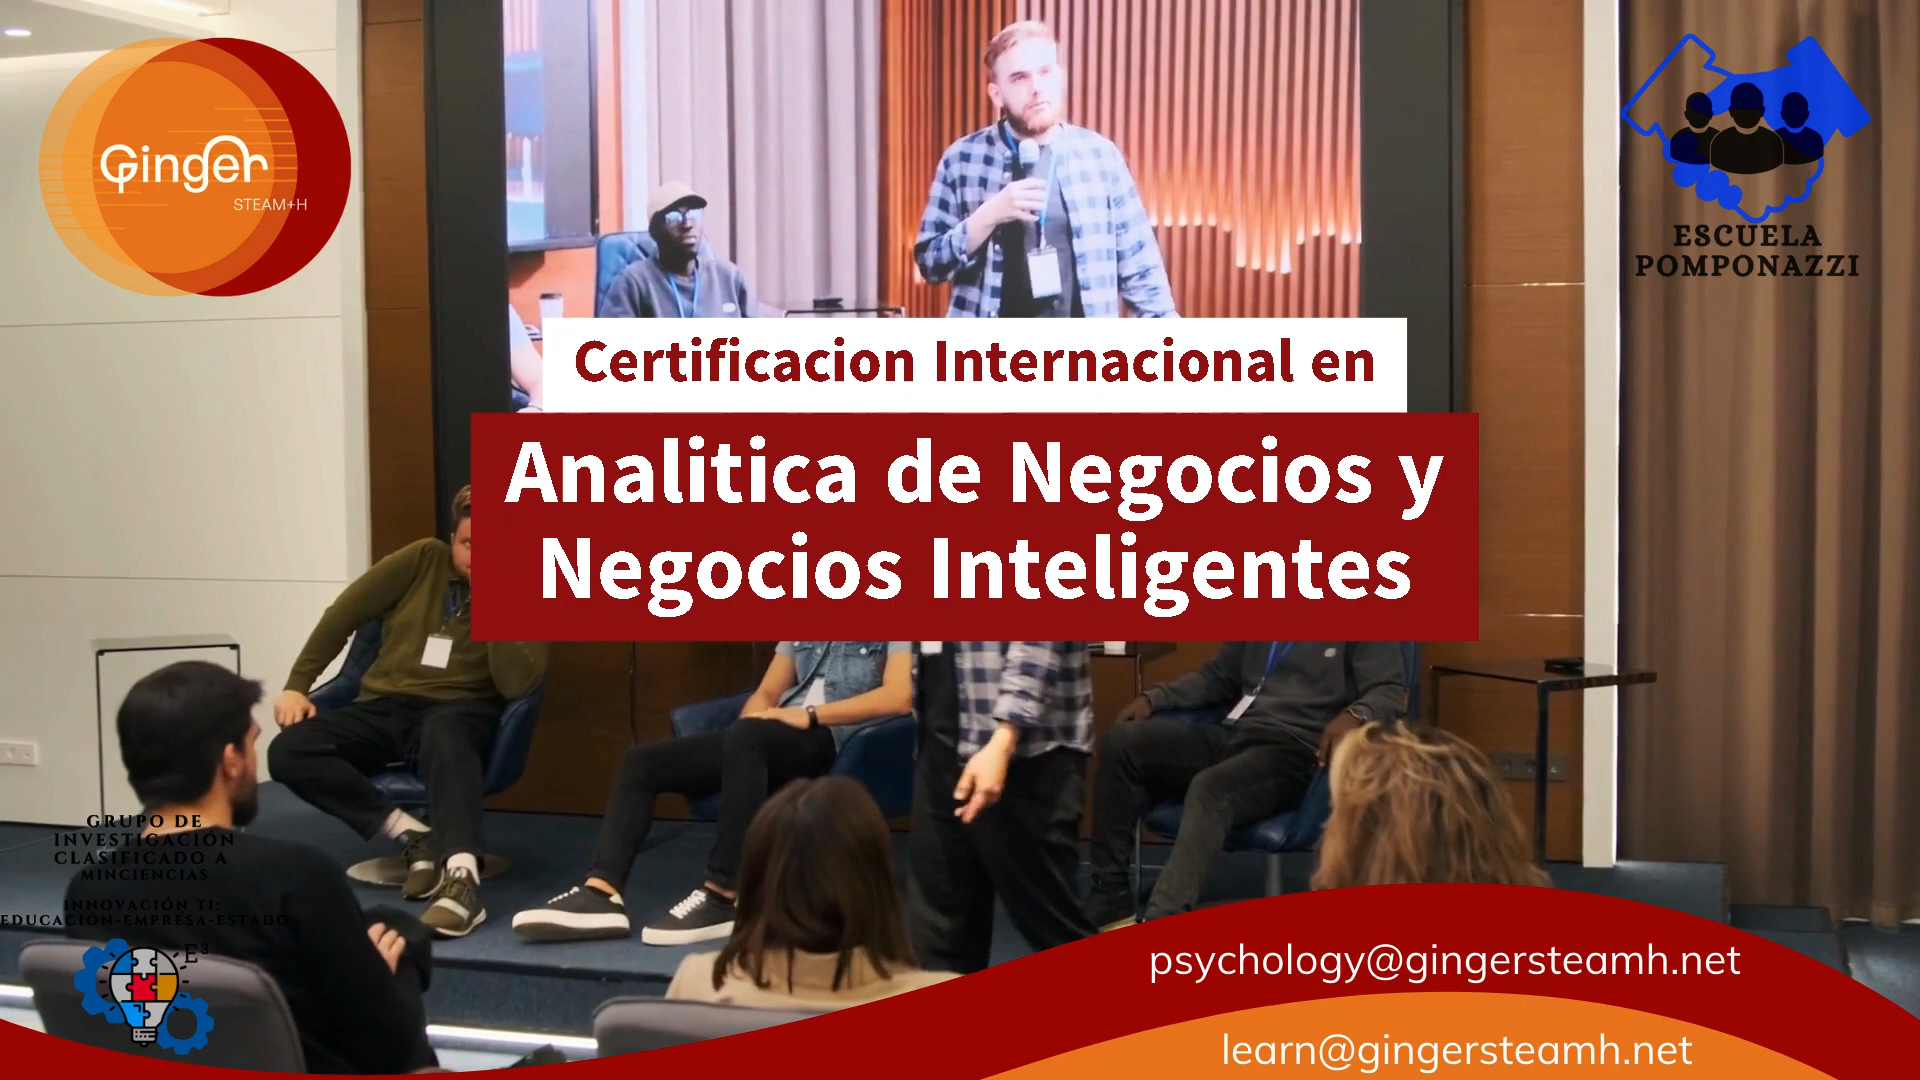 Ginger
STEAM+H
ESCUELA
POMPONAZZI
Certificacion Internacional en
Analitica de Negocios y
Negocios Inteligentes
GRUPO DE
INVESTIGACIÓN
CLASIFICADO A
MINCIENCIAS
INNOVACIÓN TI:
EDUCACIÓN-EMPRESA-ESTADO
E³
psychology@gingersteamh.net
learn@gingersteamh.net